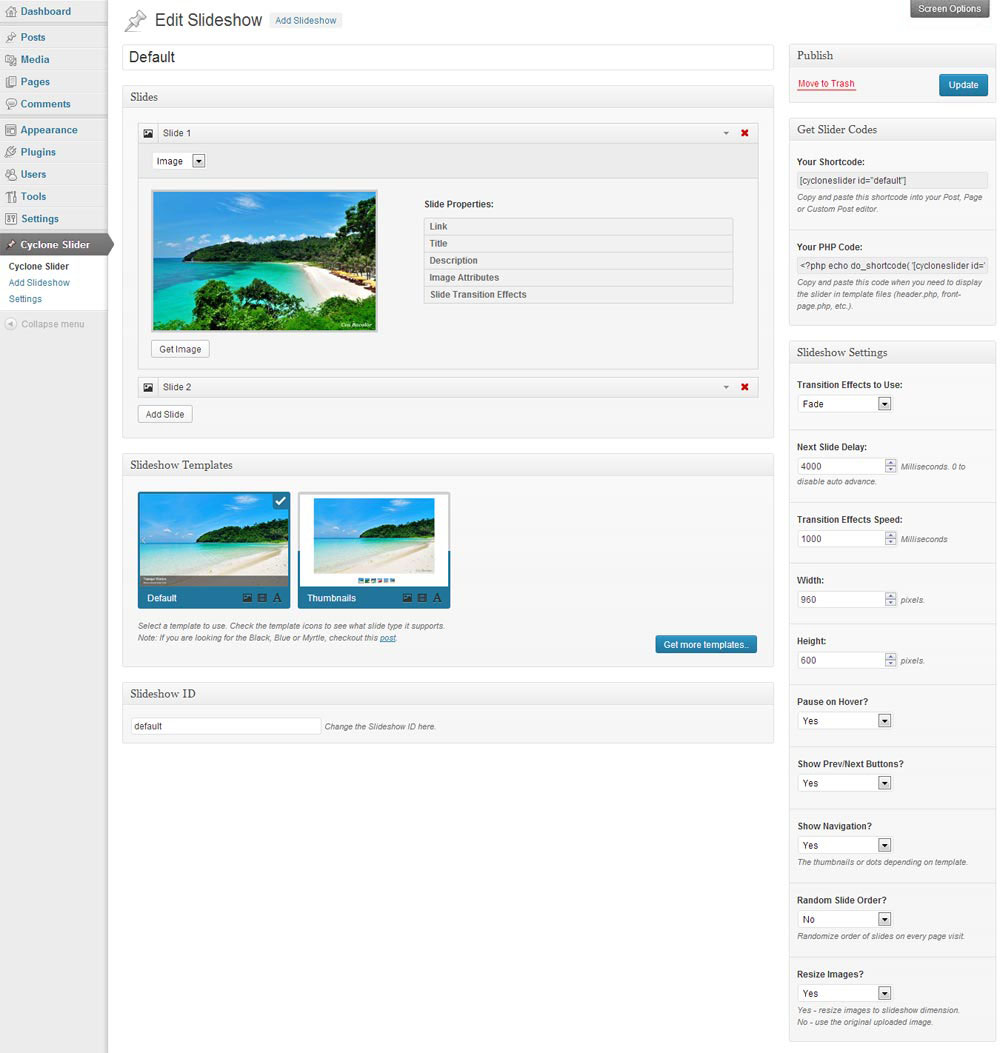 Dashboard
Posts
Media
Pages
Comments
Appearance
Plugins
Users
Tools
Settings
Cyclone Slider
Cyclone Slider
Add Slideshow
Settings
Collapse menu
Screen Options
Edit Slideshow
Add Slideshow
Default
Slides
Slide 1
Image
Get Image
Slide Properties:
Link
Title
Description
Image Attributes
Slide Transition Effects
Slide 2
Add Slide
Slideshow Templates
Default
Thumbnails
Select a template to use. Check the template icons to see what slide type it supports.
Note: If you are looking for the Black, Blue or Myrtle, checkout this post.
Get more templates..
Slideshow ID
default
Change the Slideshow ID here.
Publish
Move to Trash
Update
Get Slider Codes
Your Shortcode:
[cycloneslider id="default"]
Copy and paste this shortcode into your Post, Page
or Custom Post editor.
Your PHP Code:
<?php echo do_shortcode( '[cycloneslider id='
Copy and paste this code when you need to display
the slider in template files (header.php, front-
page.php, etc.).
Slideshow Settings
Transition Effects to Use:
Fade
Next Slide Delay:
4000
Milliseconds. 0 to
disable auto advance.
Transition Effects Speed:
1000
Milliseconds
Width:
960
pixels.
Height:
600
pixels.
Pause on Hover?
Yes
Show Prev/Next Buttons?
Yes
Show Navigation?
Yes
The thumbnails or dots depending on template.
Random Slide Order?
No
Randomize order of slides on every page visit.
Resize Images?
Yes
Yes - resize images to slideshow dimension.
No - use the original uploaded image.